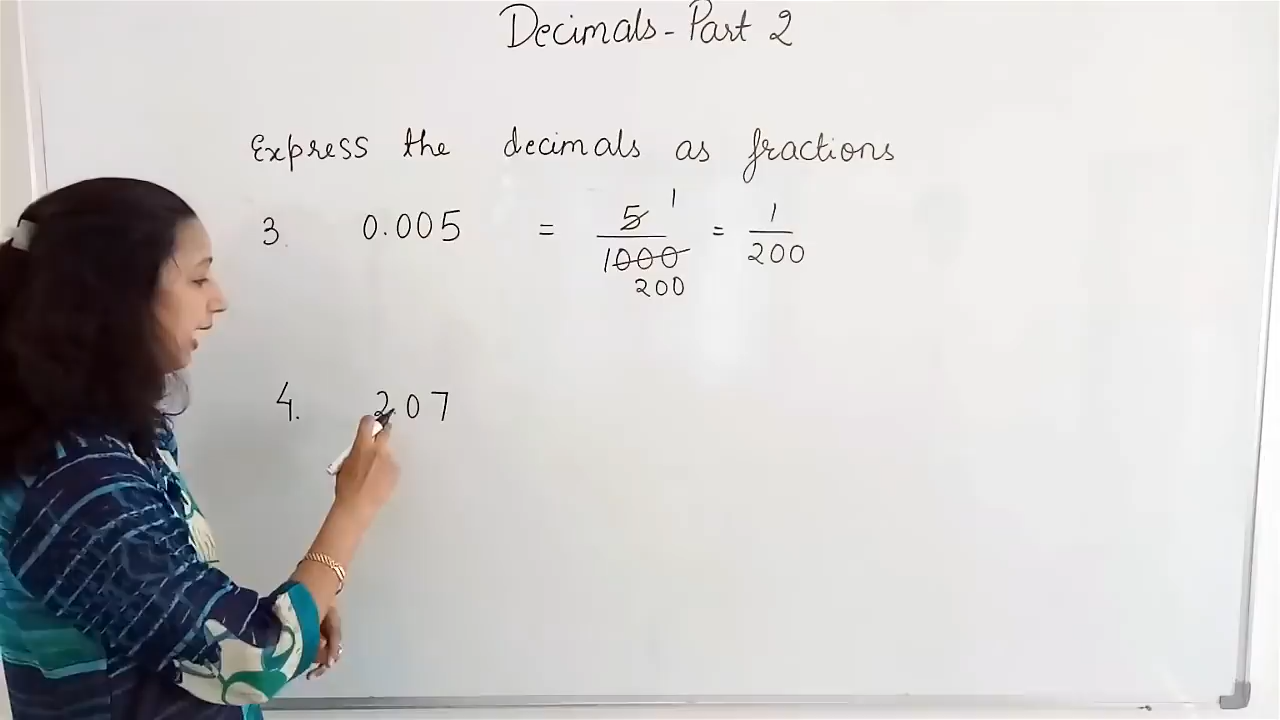 Decimals - Part 2
Express the decimals as fractions
3. 0.005 = 5/1000 1 200 = 1/200
4. 2.07